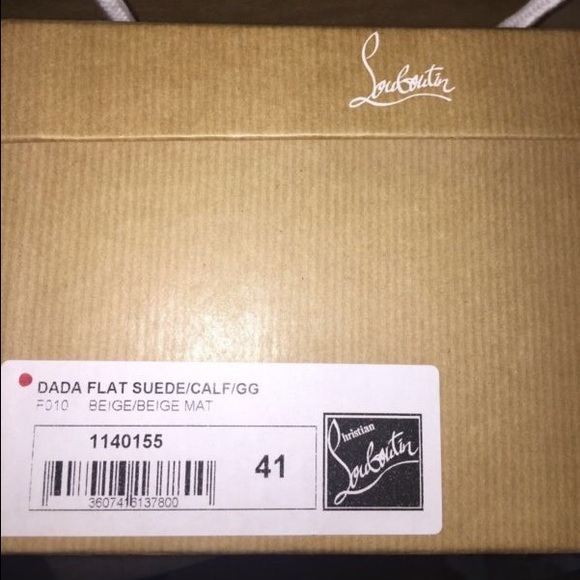 Louboutin
DADA FLAT SUEDE/CALF/GG
F010 BEIGE/BEIGE MAT
1140155
41
3607416137800
Christian
Louboutin